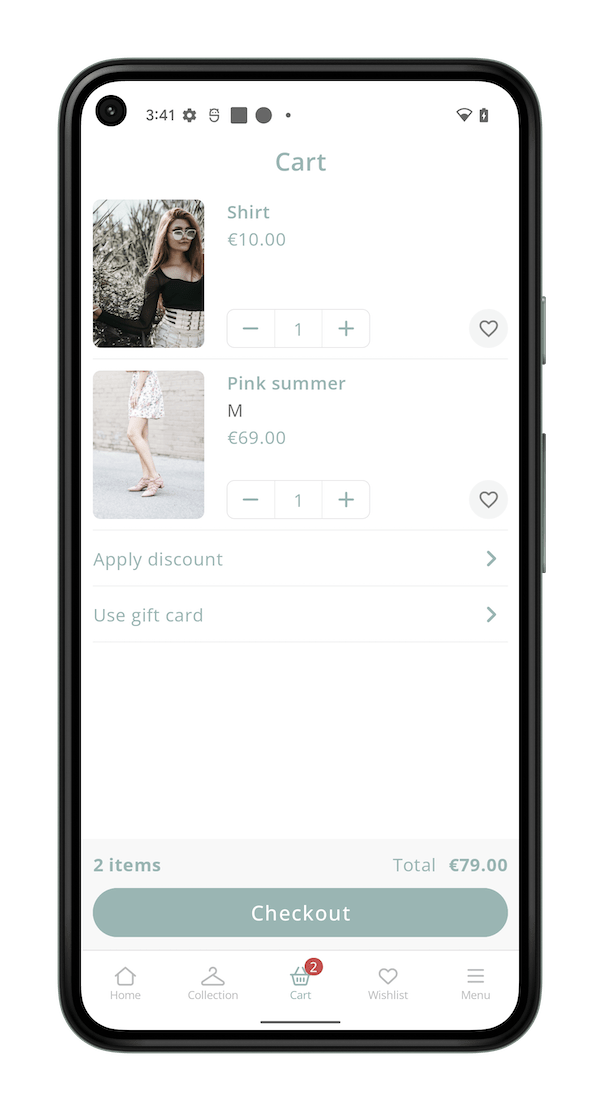 3:41
Cart
Shirt
€10.00
1
Pink summer
M
€69.00
1
Apply discount
Use gift card
2 items Total €79.00
Checkout
2
Home Collection Cart Wishlist Menu